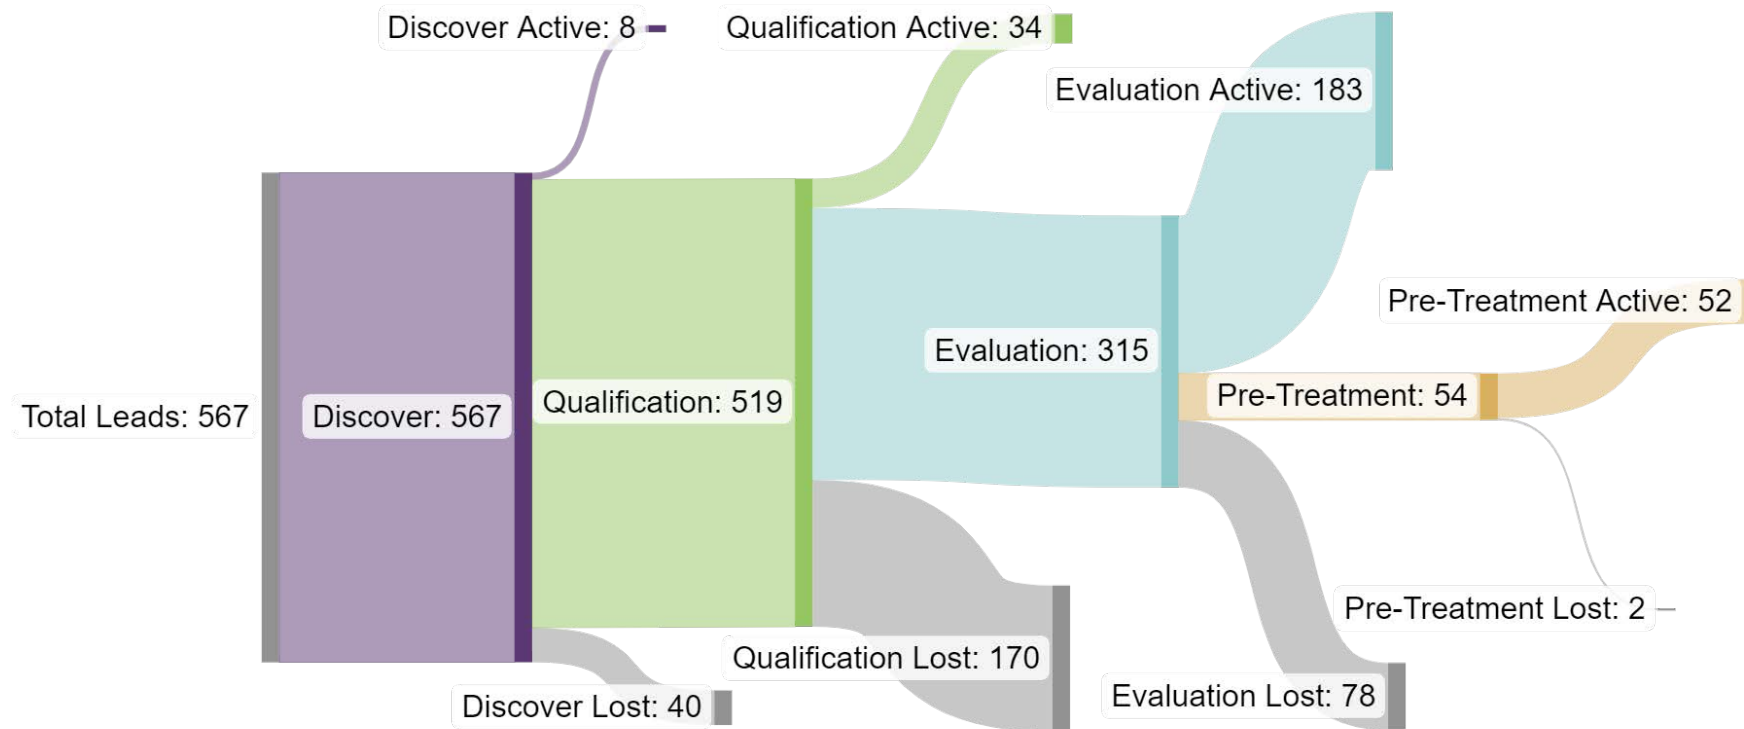 Discover Active: 8
Qualification Active: 34
Evaluation Active: 183
Pre-Treatment Active: 52
Evaluation: 315
Pre-Treatment: 54
Qualification: 519
Total Leads: 567
Discover: 567
Pre-Treatment Lost: 2
Qualification Lost: 170
Evaluation Lost: 78
Discover Lost: 40